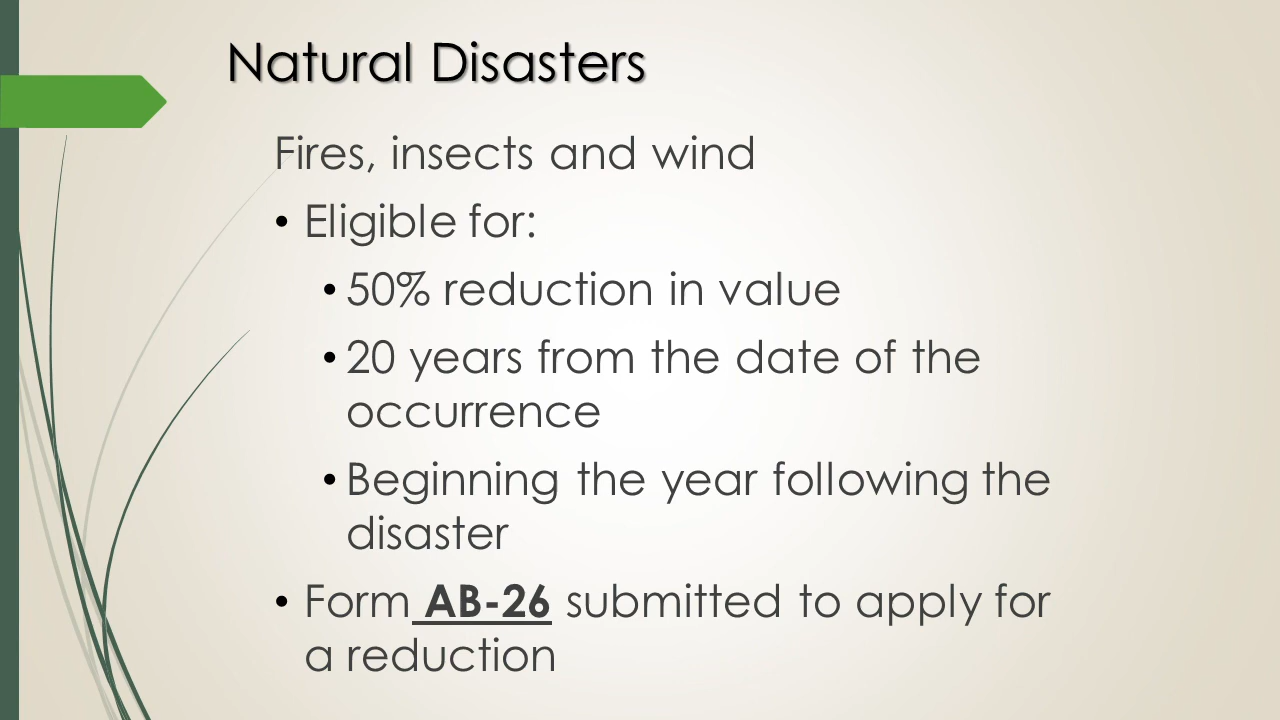 Natural Disasters
Fires, insects and wind
• Eligible for:
• 50% reduction in value
• 20 years from the date of the
occurrence
• Beginning the year following the
disaster
• Form AB-26 submitted to apply for
a reduction